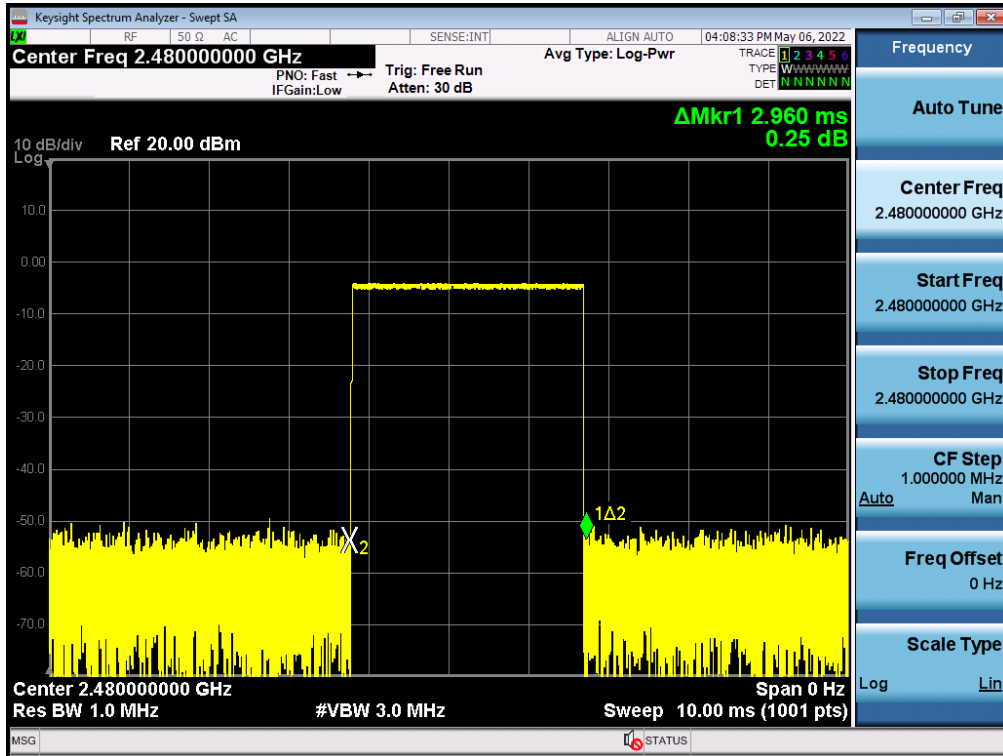 Keysight Spectrum Analyzer - Swept SA
LXI RF 50 Ω AC SENSE:INT ALIGN AUTO 04:08:33 PM May 06, 2022
Center Freq 2.480000000 GHz
PNO: Fast
IFGain:Low
Trig: Free Run
Atten: 30 dB
Avg Type: Log-Pwr
TRACE 1 2 3 4 5 6
TYPE W W W W W W
DET N N N N N N
ΔMkr1 2.960 ms
0.25 dB
10 dB/div Ref 20.00 dBm
Log
10.0
0.00
-10.0
-20.0
-30.0
-40.0
-50.0
-60.0
-70.0
1Δ2
2
Center 2.480000000 GHz Span 0 Hz
Res BW 1.0 MHz #VBW 3.0 MHz Sweep 10.00 ms (1001 pts)
MSG STATUS
Frequency
Auto Tune
Center Freq
2.480000000 GHz
Start Freq
2.480000000 GHz
Stop Freq
2.480000000 GHz
CF Step
1.000000 MHz
Auto Man
Freq Offset
0 Hz
Scale Type
Log Lin